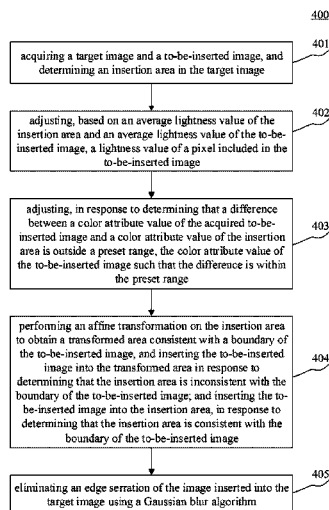 400
401
acquiring a target image and a to-be-inserted image, and
determining an insertion area in the target image
402
adjusting, based on an average lightness value of the
insertion area and an average lightness value of the to-be-
inserted image, a lightness value of a pixel included in the
to-be-inserted image
403
adjusting, in response to determining that a difference
between a color attribute value of the acquired to-be-
inserted image and a color attribute value of the insertion
area is outside a preset range, the color attribute value
of the to-be-inserted image such that the difference is within
the preset range
404
performing an affine transformation on the insertion area
to obtain a transformed area consistent with a boundary of
the to-be-inserted image, and inserting the to-be-inserted
image into the transformed area in response to
determining that the insertion area is inconsistent with the
boundary of the to-be-inserted image; and inserting the to-
be-inserted image into the insertion area, in response to
determining that the insertion area is consistent with the
boundary of the to-be-inserted image
405
eliminating an edge serration of the image inserted into the
target image using a Gaussian blur algorithm